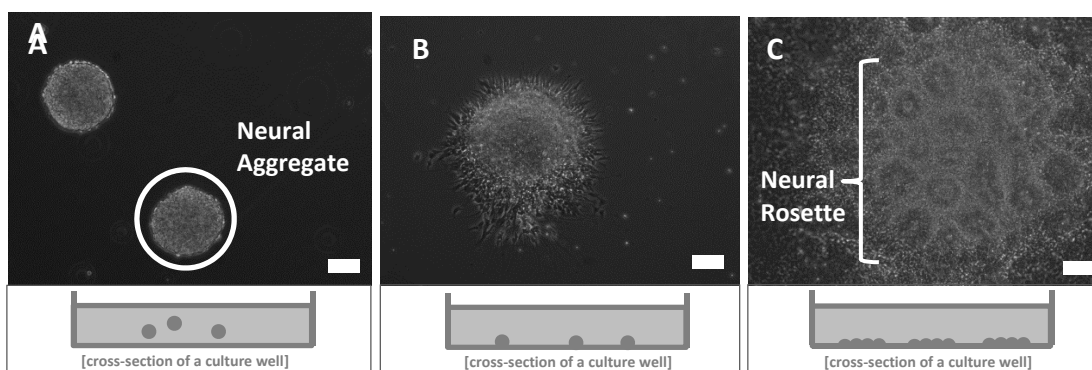 A
A
Neural
Aggregate
B
C
Neural
Rosette
[cross-section of a culture well]
[cross-section of a culture well]
[cross-section of a culture well]